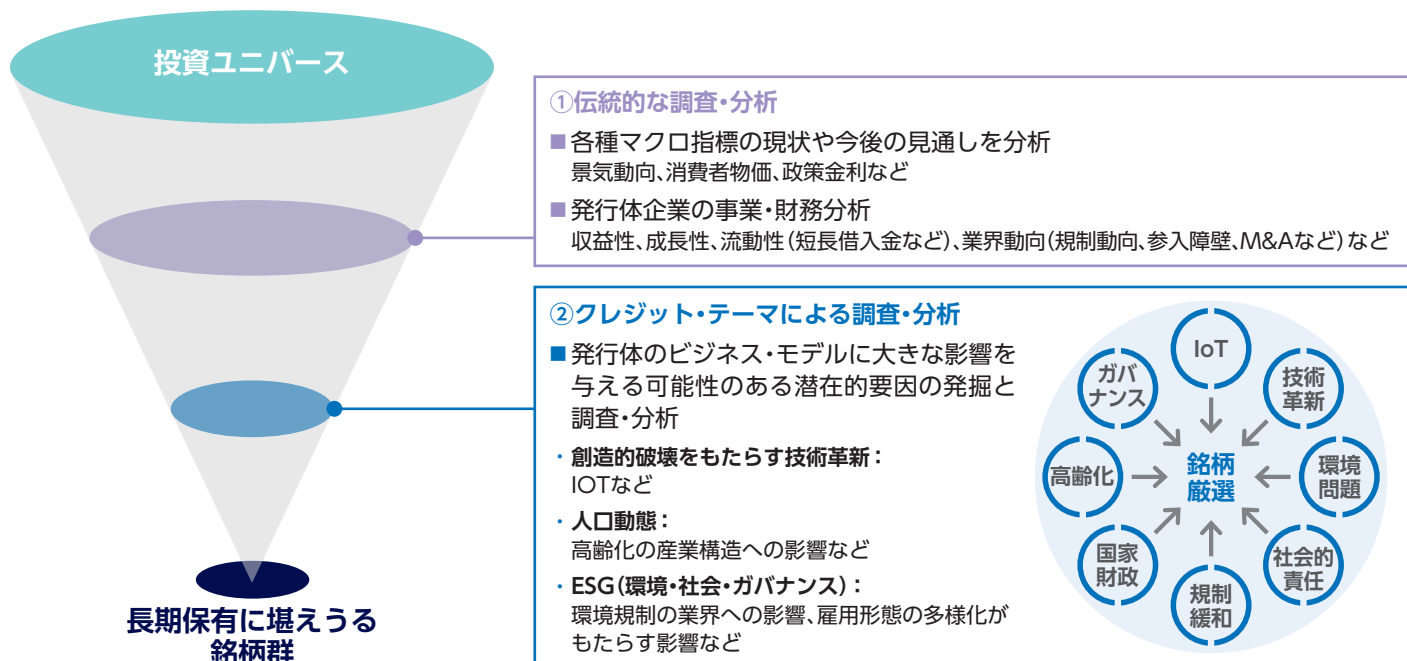 投資ユニバース
①伝統的な調査・分析
■各種マクロ指標の現状や今後の見通しを分析
景気動向、消費者物価、政策金利など
■発行体企業の事業・財務分析
収益性、成長性、流動性(短長借入金など)、業界動向(規制動向、参入障壁、M&Aなど)など
②クレジット・テーマによる調査・分析
■発行体のビジネス・モデルに大きな影響を
与える可能性のある潜在的要因の発掘と
調査・分析
・創造的破壊をもたらす技術革新：
IOTなど
・人口動態：
高齢化の産業構造への影響など
・ESG(環境・社会・ガバナンス)：
環境規制の業界への影響、雇用形態の多様化が
もたらす影響など
IoT
技術
革新
環境
問題
社会的
責任
規制
緩和
国家
財政
高齢化
ガバ
ナンス
銘柄
厳選
長期保有に堪えうる
銘柄群